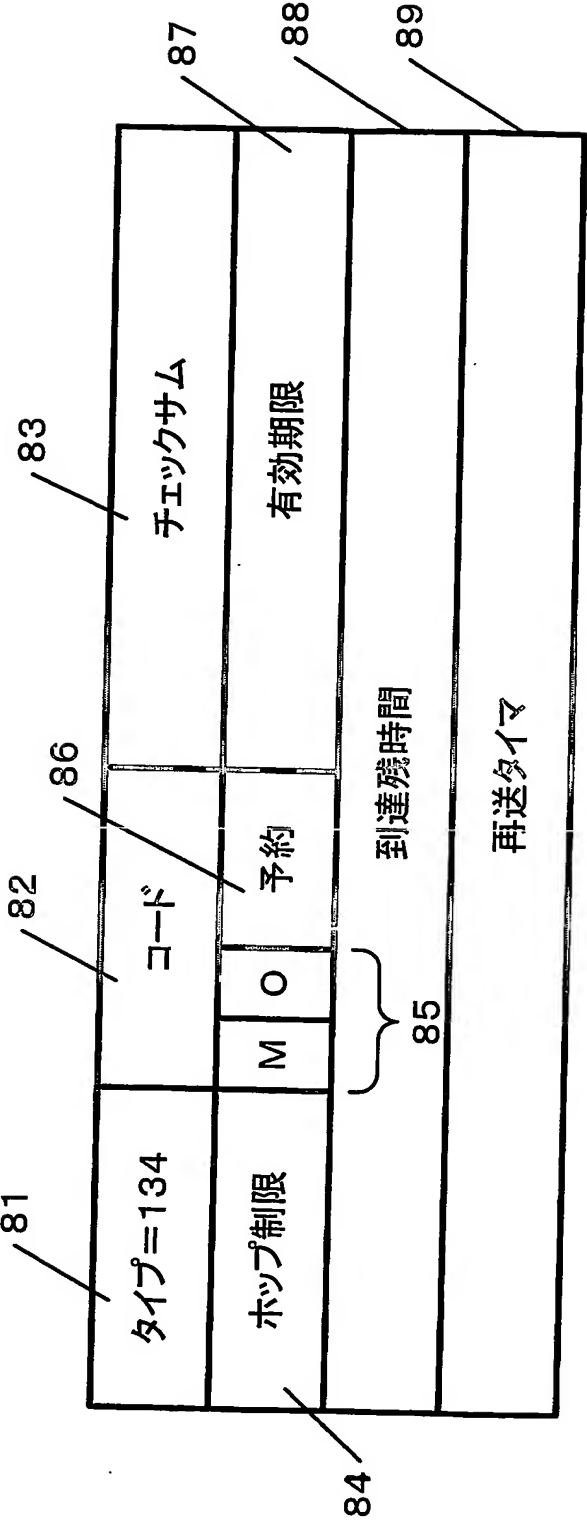 81
82
83
タイプ=134
コード
チェックサム
84
ホップ制限
M
O
85
予約
86
有効期限
87
到達残時間
88
再送タイマ
89